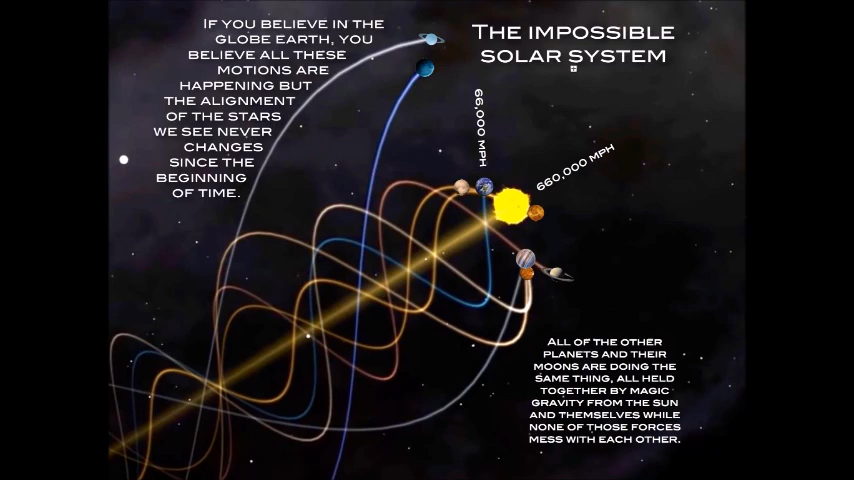 IF YOU BELIEVE IN THE
GLOBE EARTH, YOU
BELIEVE ALL THESE
MOTIONS ARE
HAPPENING BUT
THE ALIGNMENT
OF THE STARS
WE SEE NEVER
CHANGES
SINCE THE
BEGINNING
OF TIME.
THE IMPOSSIBLE
SOLAR SYSTEM
66,000 MPH
660,000 MPH
ALL OF THE OTHER
PLANETS AND THEIR
MOONS ARE DOING THE
SAME THING, ALL HELD
TOGETHER BY MAGIC
GRAVITY FROM THE SUN
AND THEMSELVES WHILE
NONE OF THOSE FORCES
MESS WITH EACH OTHER.